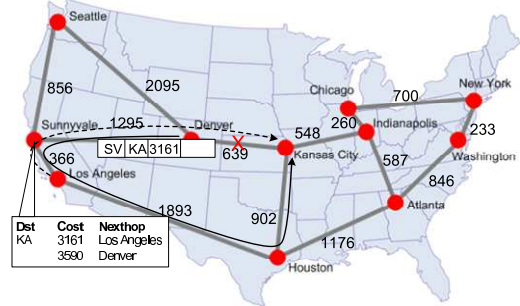 Seattle
856
2095
Sunnyvale
1295
Denver
SV KA 3161
639
366
Los Angeles
1893
548
Kansas City
902
Chicago
260
Indianapolis
700
New York
233
Washington
587
846
Atlanta
1176
Houston
Dst Cost Nexthop
KA 3161 Los Angeles
3590 Denver